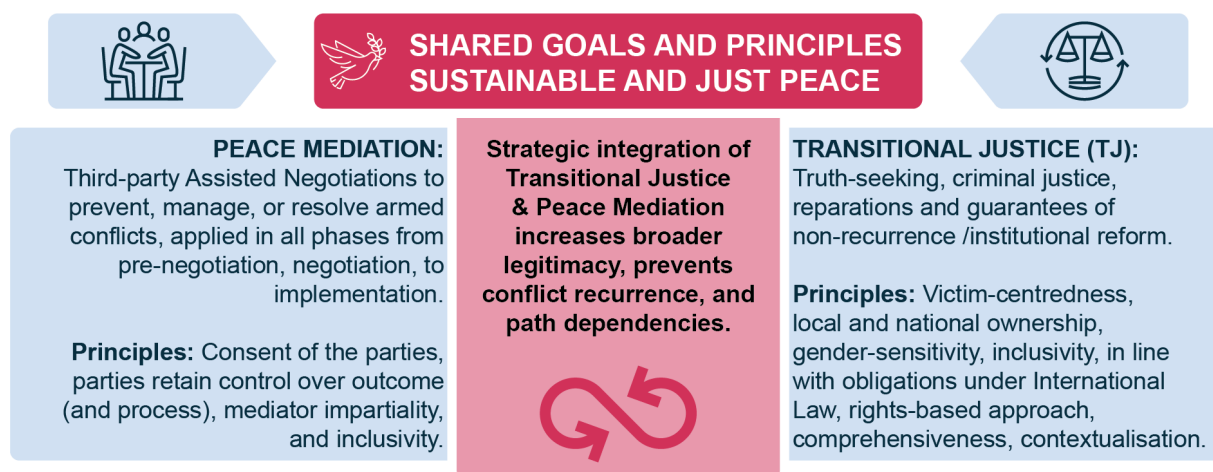 SHARED GOALS AND PRINCIPLES
SUSTAINABLE AND JUST PEACE
PEACE MEDIATION:
Third-party Assisted Negotiations to
prevent, manage, or resolve armed
conflicts, applied in all phases from
pre-negotiation, negotiation, to
implementation.
Principles: Consent of the parties,
parties retain control over outcome
(and process), mediator impartiality,
and inclusivity.
Strategic integration of
Transitional Justice
& Peace Mediation
increases broader
legitimacy, prevents
conflict recurrence, and
path dependencies.
TRANSITIONAL JUSTICE (TJ):
Truth-seeking, criminal justice,
reparations and guarantees of
non-recurrence /institutional reform.
Principles: Victim-centredness,
local and national ownership,
gender-sensitivity, inclusivity, in line
with obligations under International
Law, rights-based approach,
comprehensiveness, contextualisation.